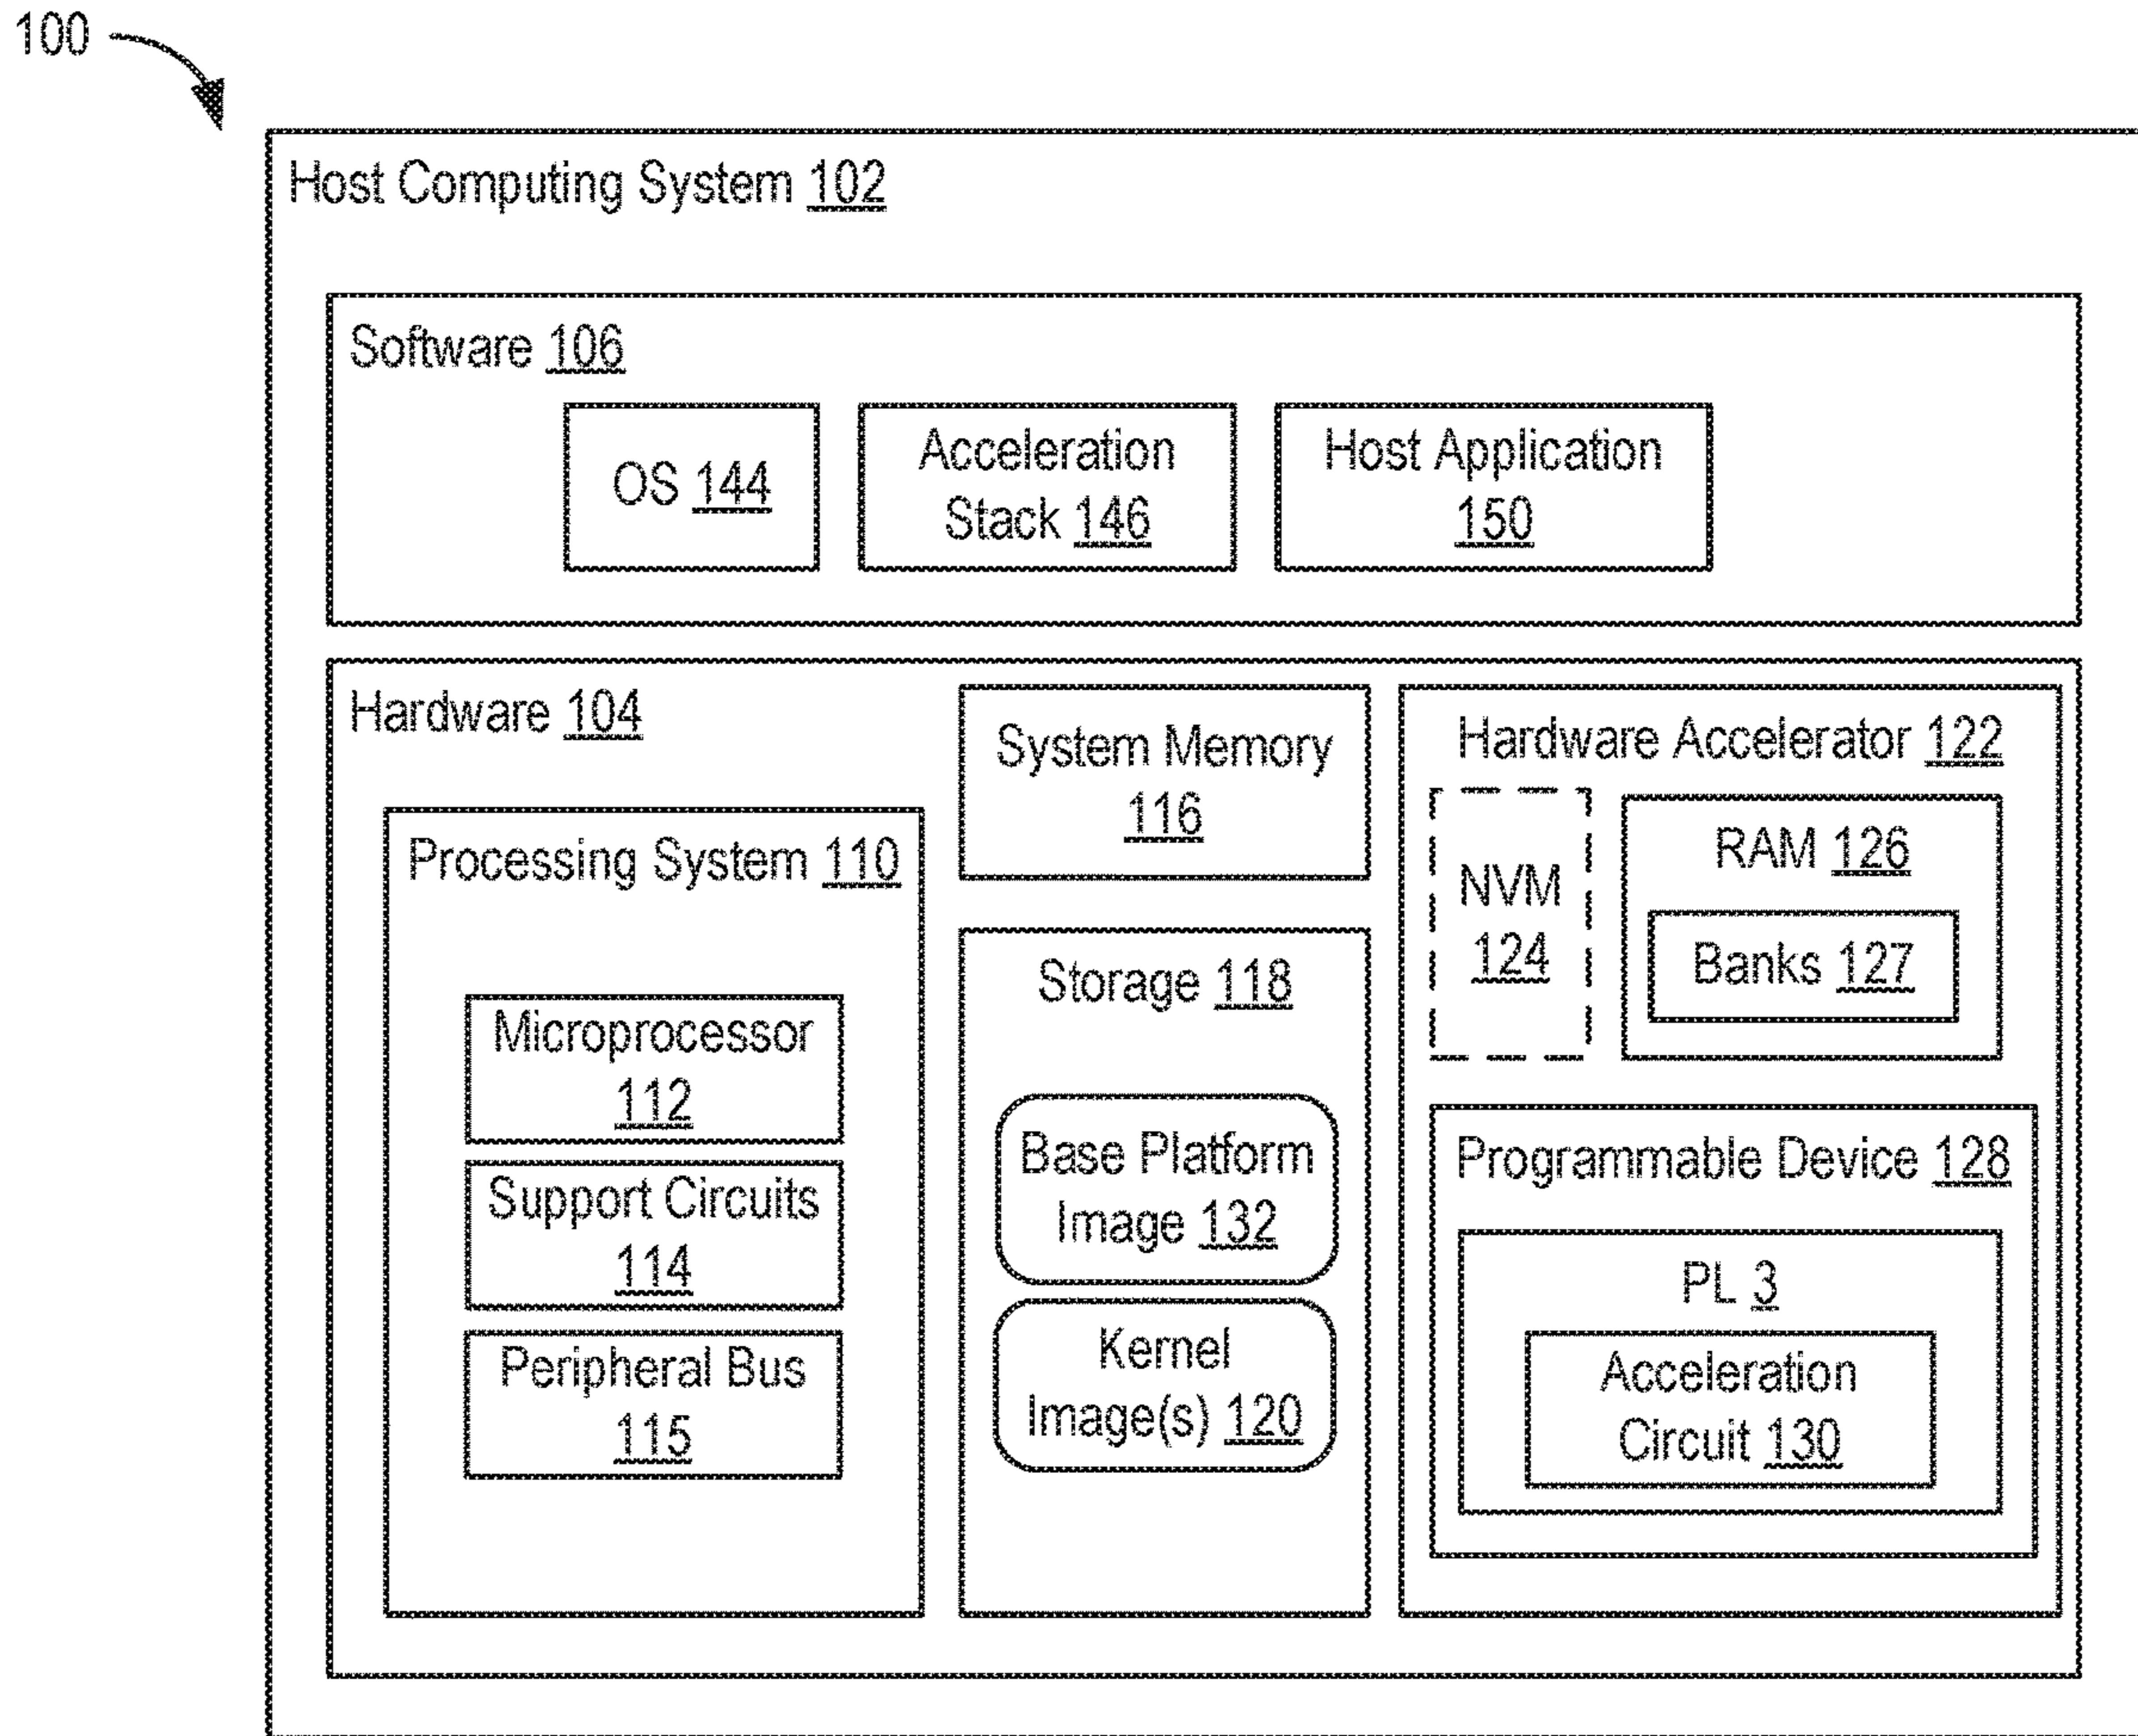 100
Host Computing System 102
Software 106
OS 144
Acceleration
Stack 146
Host Application
150
Hardware 104
Processing System 110
Microprocessor
112
Support Circuits
114
Peripheral Bus
115
System Memory
116
Storage 118
Base Platform
Image 132
Kernel
Image(s) 120
Hardware Accelerator 122
NVM
124
RAM 126
Banks 127
Programmable Device 128
PL 3
Acceleration
Circuit 130